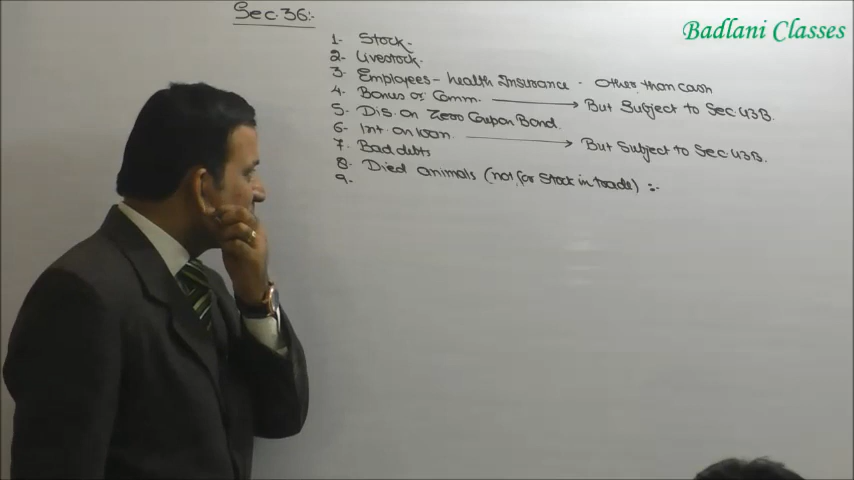 Sec. 36:-
Badlani Classes
1- Stock.
2- Livestock.
3- Employees - health Insurance - Other than cash
4- Bonus or Comm. → But Subject to Sec 43B.
5- Dis. on Zero Coupon Bond.
6- Int. on loan. → But Subject to Sec 43B.
7- Bad debts
8- Died animals (not for Stock in trade) :-
9-